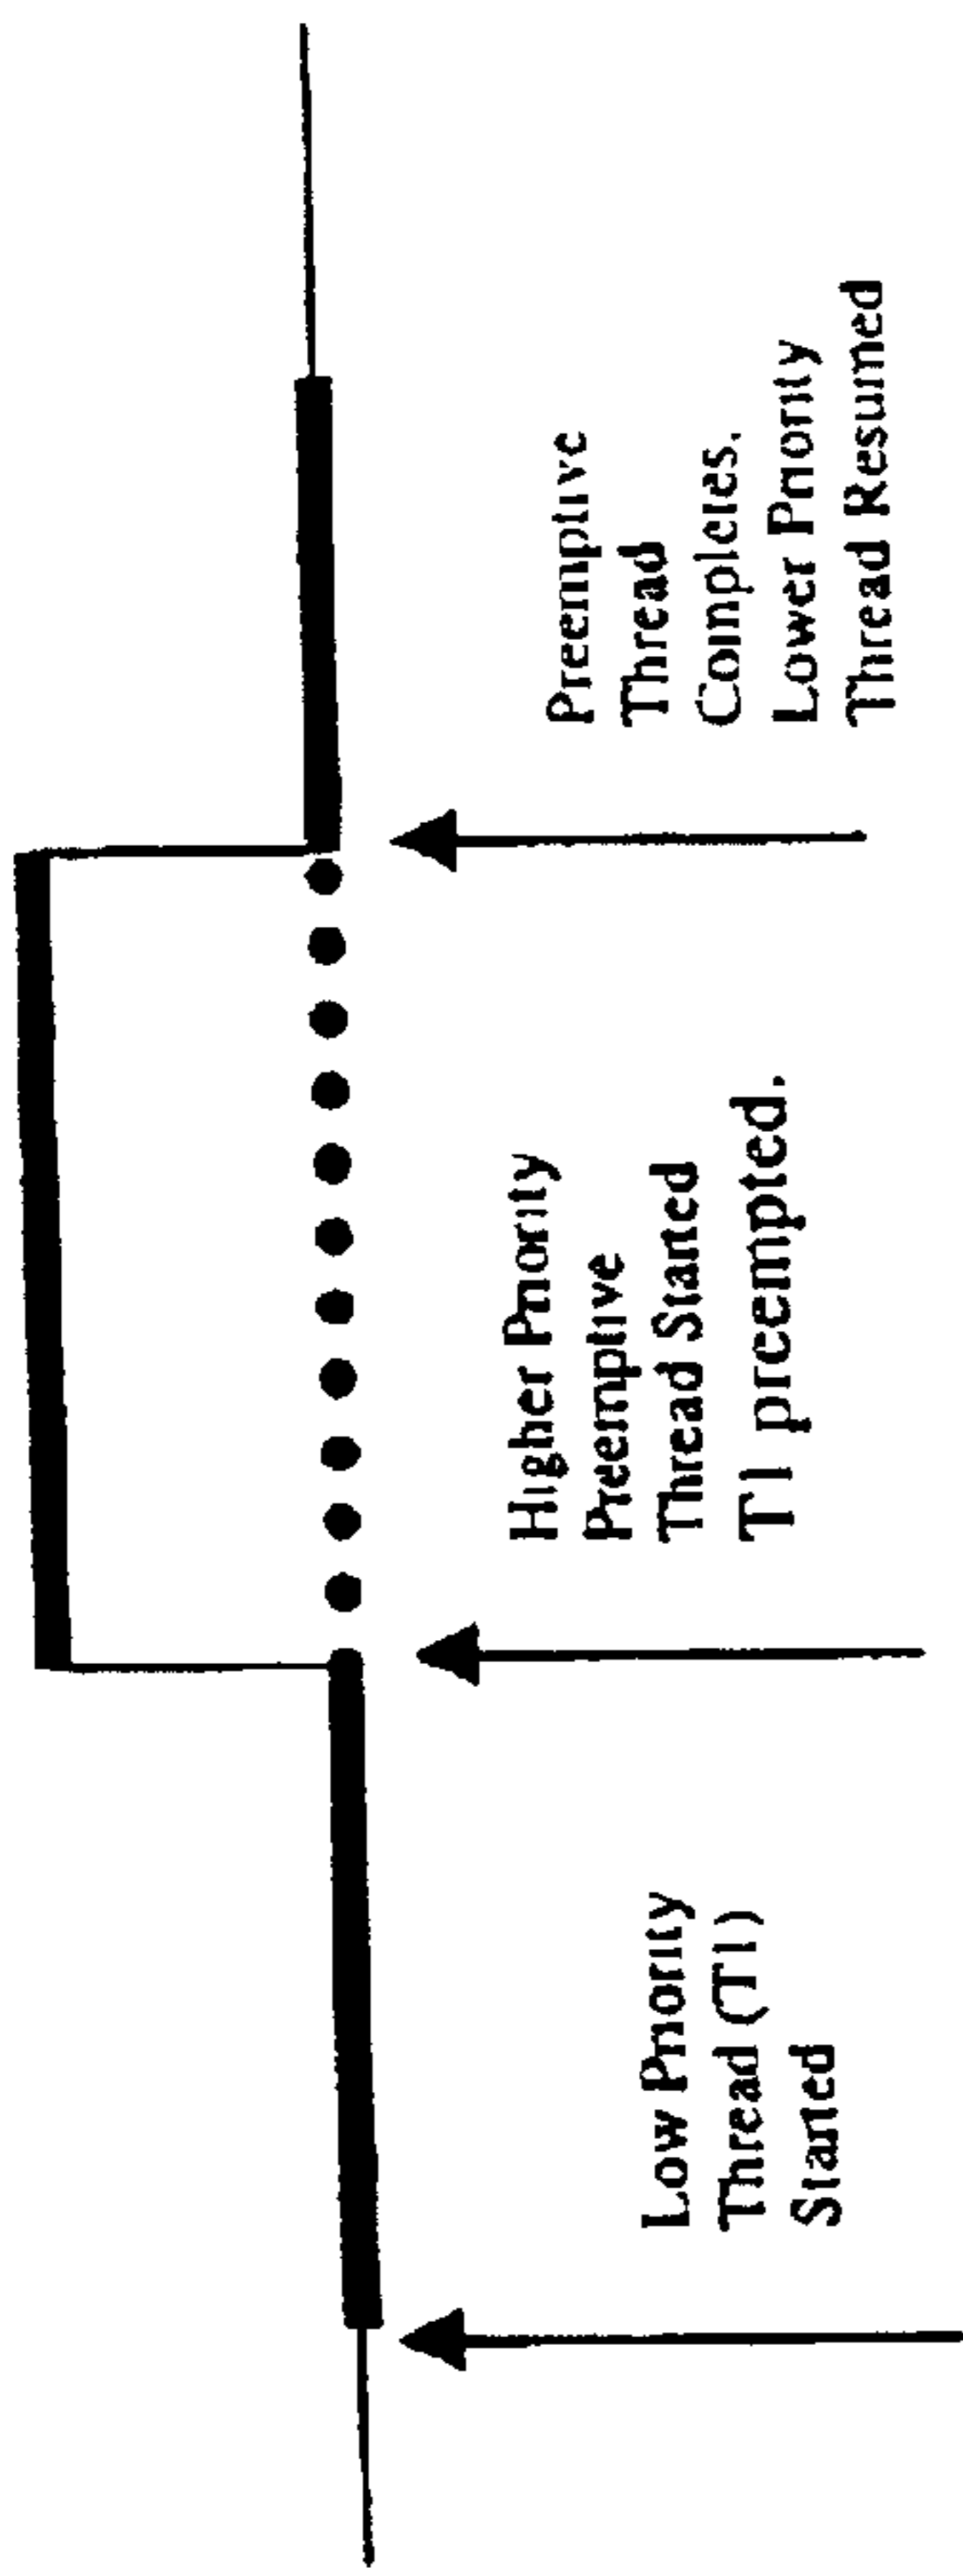 Low Priority
Thread (T1)
Started
Higher Priority
Preemptive
Thread Started
T1 preempted.
Preemptive
Thread
Completes.
Lower Priority
Thread Resumed